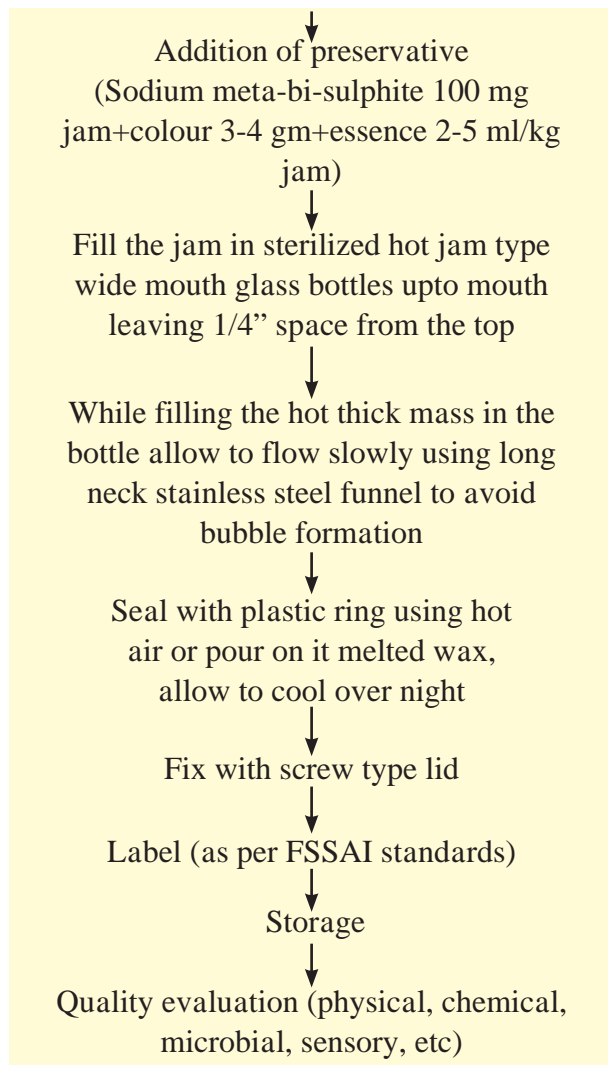 Addition of preservative
(Sodium meta-bi-sulphite 100 mg
jam+colour 3-4 gm+essence 2-5 ml/kg
jam)
Fill the jam in sterilized hot jam type
wide mouth glass bottles upto mouth
leaving 1/4” space from the top
While filling the hot thick mass in the
bottle allow to flow slowly using long
neck stainless steel funnel to avoid
bubble formation
Seal with plastic ring using hot
air or pour on it melted wax,
allow to cool over night
Fix with screw type lid
Label (as per FSSAI standards)
Storage
Quality evaluation (physical, chemical,
microbial, sensory, etc)